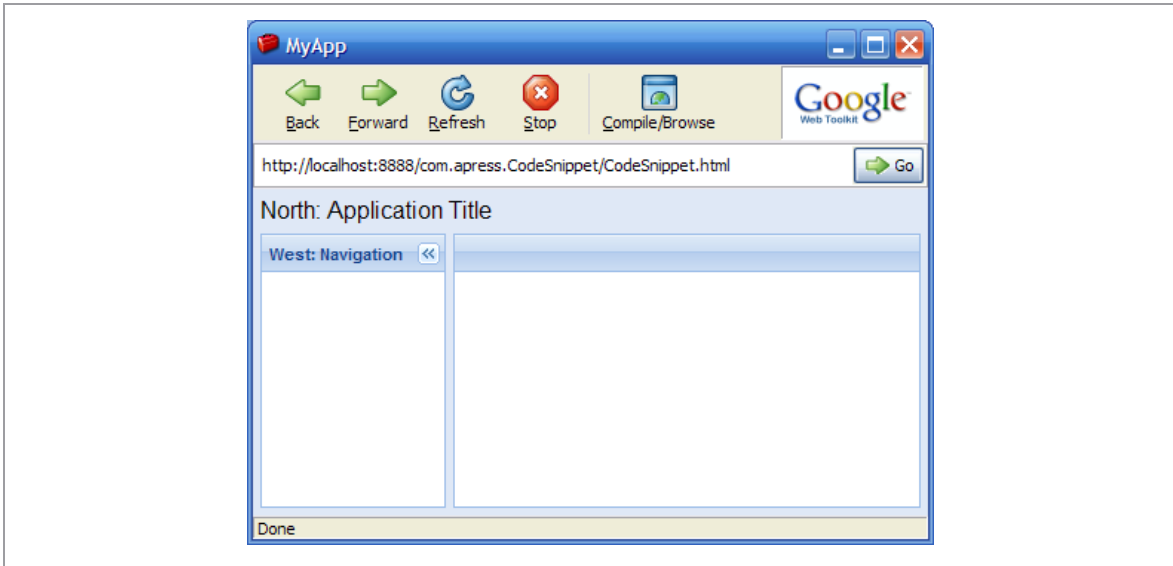 MyApp
Back Forward Refresh Stop Compile/Browse
Google
Web Toolkit
http://localhost:8888/com.apress.CodeSnippet/CodeSnippet.html Go
North: Application Title
West: Navigation
Done